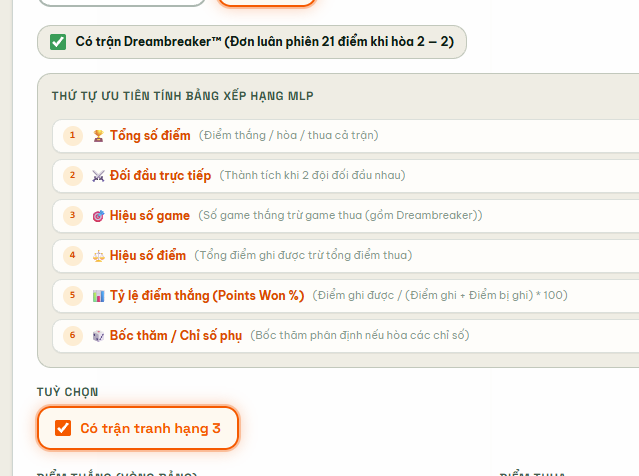 Có trận Dreambreaker™ (Đơn luân phiên 21 điểm khi hòa 2 – 2)
THỨ TỰ ƯU TIÊN TÍNH BẢNG XẾP HẠNG MLP
1 Tổng số điểm (Điểm thắng / hòa / thua cả trận)
2 Đối đầu trực tiếp (Thành tích khi 2 đội đối đầu nhau)
3 Hiệu số game (Số game thắng trừ game thua (gồm Dreambreaker))
4 Hiệu số điểm (Tổng điểm ghi được trừ tổng điểm thua)
5 Tỷ lệ điểm thắng (Points Won %) (Điểm ghi được / (Điểm ghi + Điểm bị ghi) * 100)
6 Bốc thăm / Chỉ số phụ (Bốc thăm phân định nếu hòa các chỉ số)
TUỲ CHỌN
Có trận tranh hạng 3